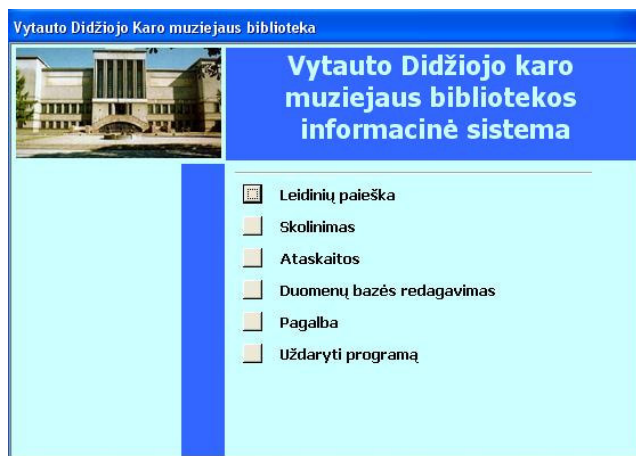 Vytauto Didžiojo Karo muziejaus biblioteka
Vytauto Didžiojo karo
muziejaus bibliotekos
informacinė sistema
Leidinių paieška
Skolinimas
Ataskaitos
Duomenų bazės redagavimas
Pagalba
Uždaryti programą